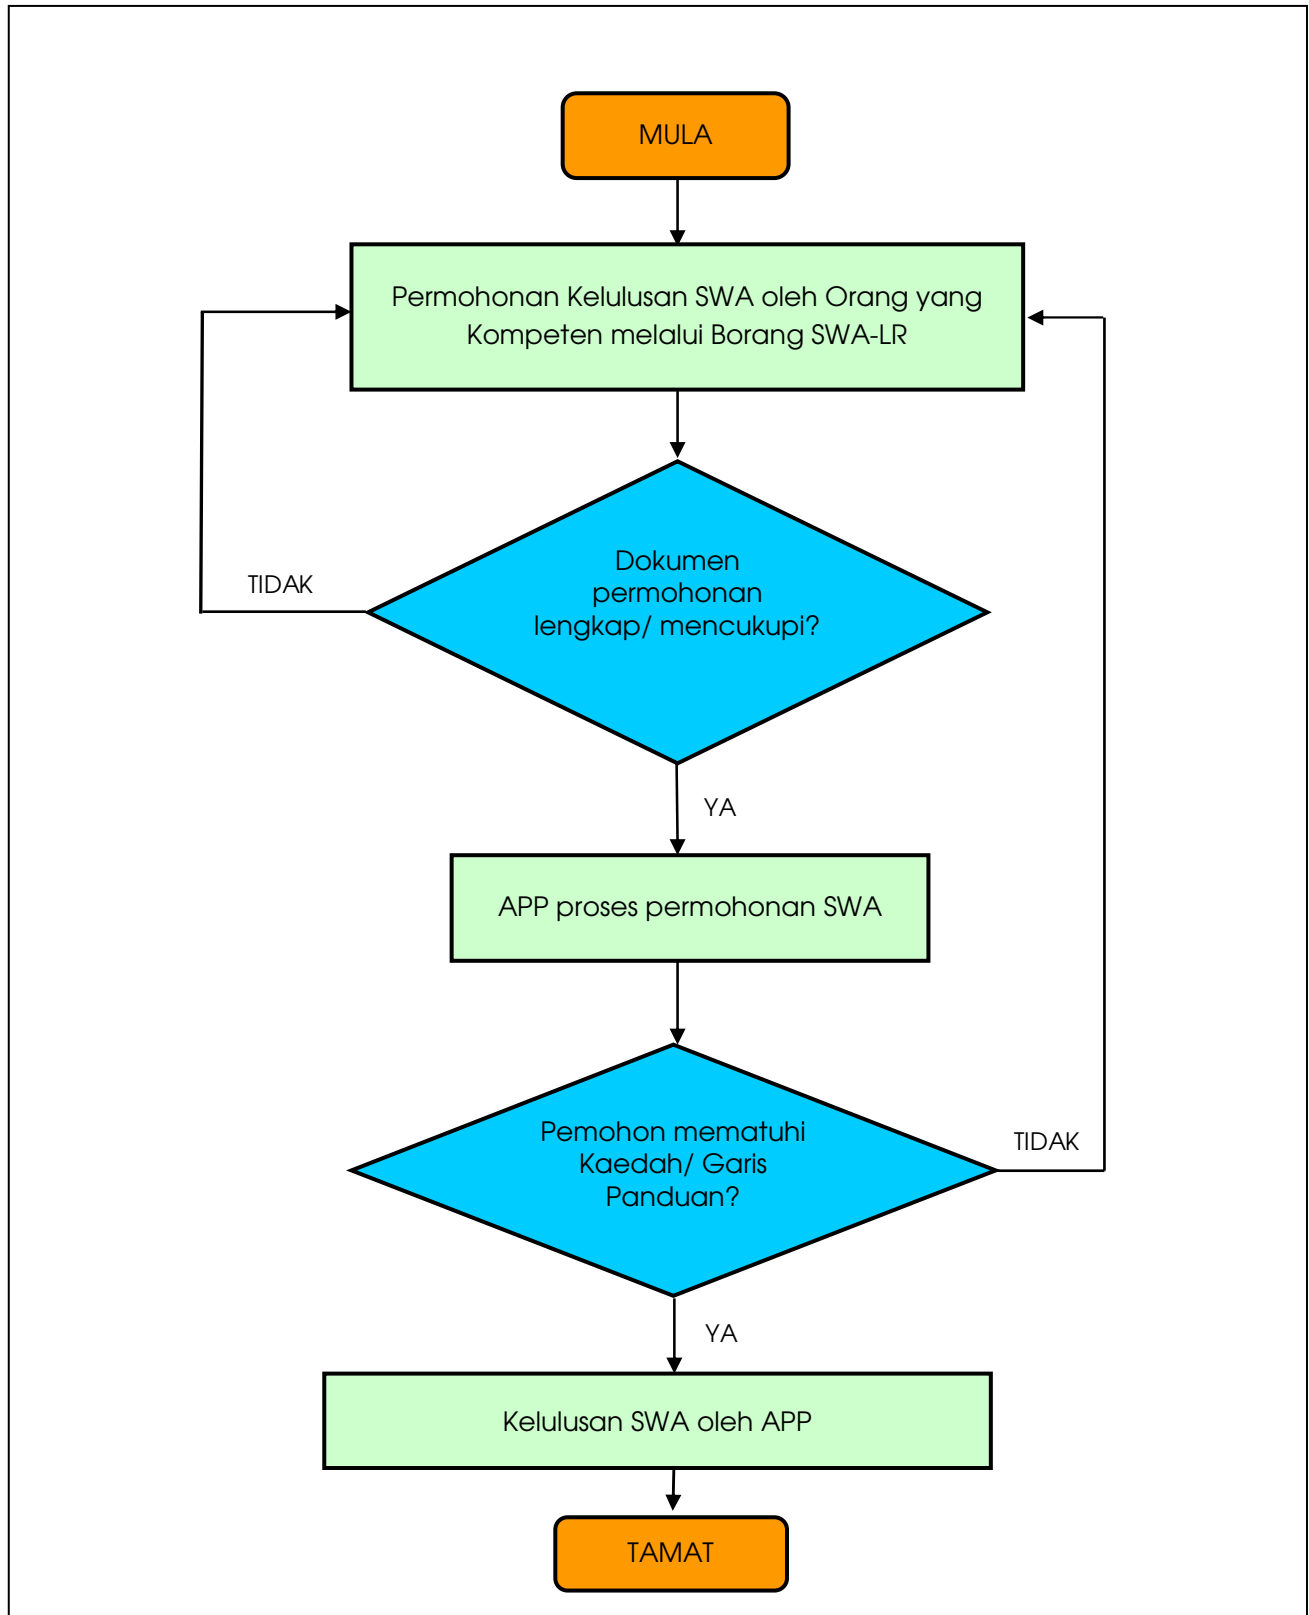 MULA
Permohonan Kelulusan SWA oleh Orang yang
Kompeten melalui Borang SWA-LR
Dokumen
permohonan
lengkap/ mencukupi?
TIDAK
YA
APP proses permohonan SWA
Pemohon mematuhi
Kaedah/ Garis
Panduan?
TIDAK
YA
Kelulusan SWA oleh APP
TAMAT